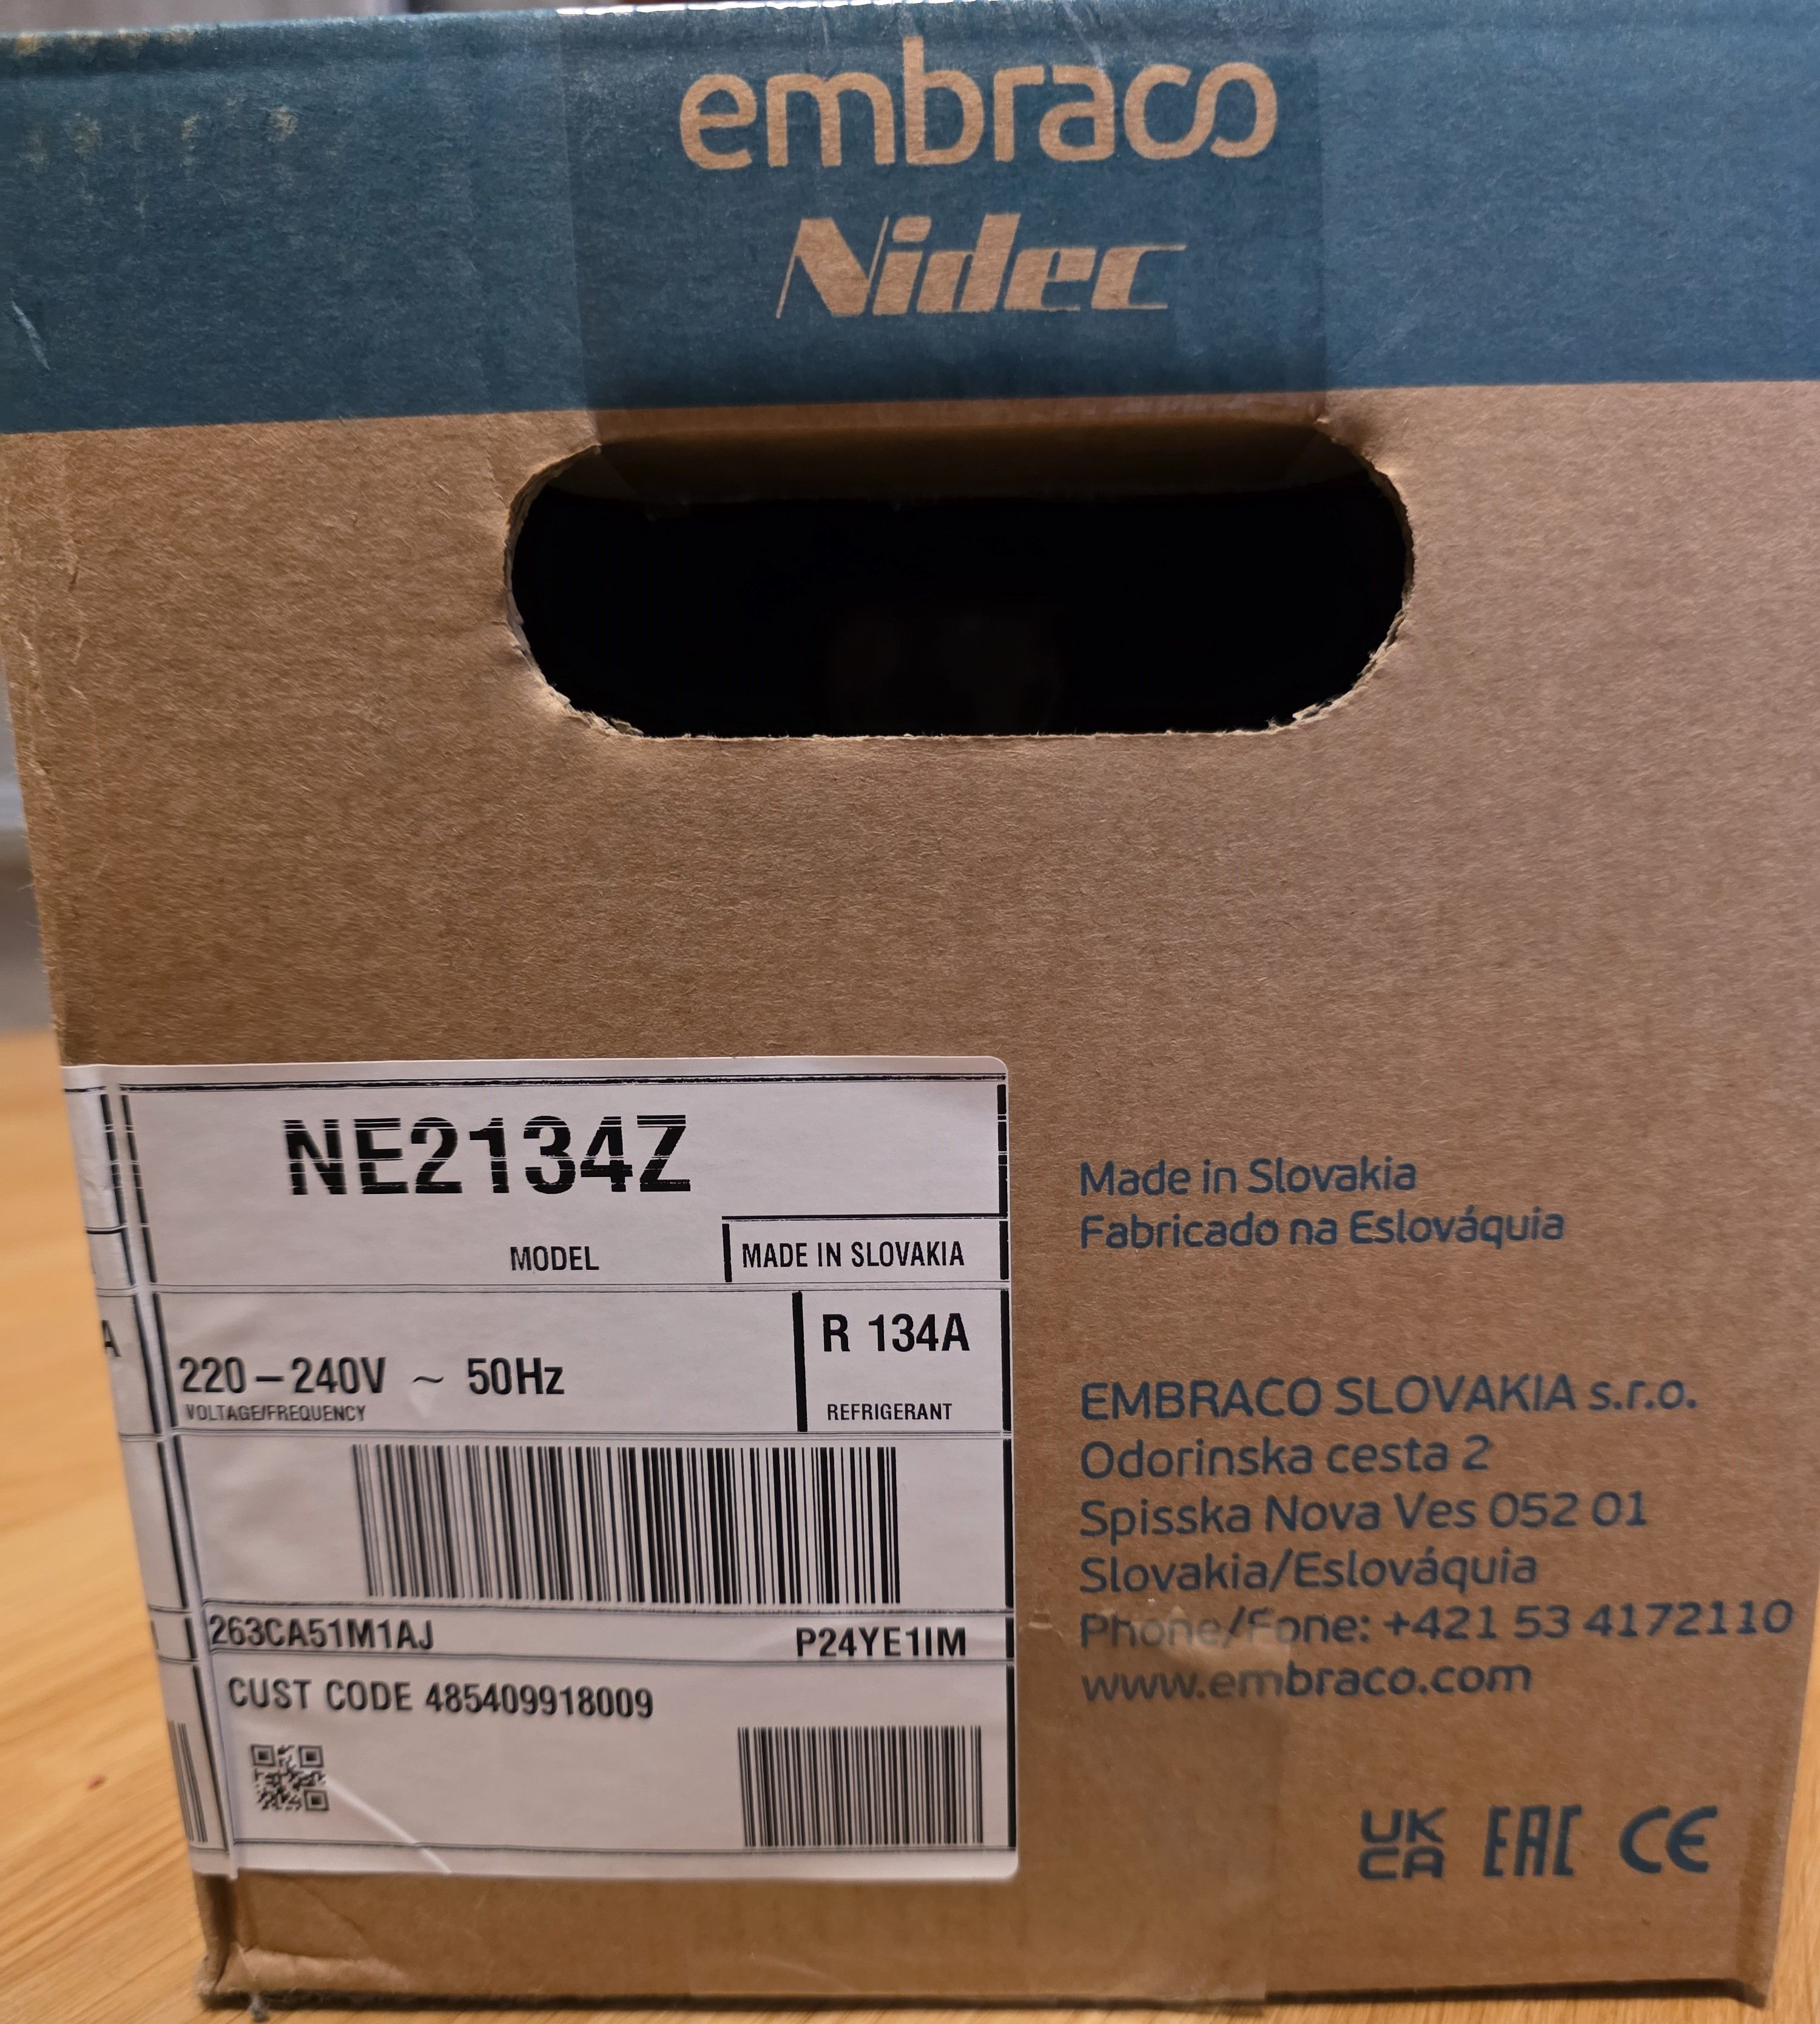 embraco
Nidec
NE2134Z
MODEL
MADE IN SLOVAKIA
220-240V ~ 50Hz
VOLTAGE/FREQUENCY
R 134A
REFRIGERANT
263CA51M1AJ
P24YE1IM
CUST CODE 485409918009
A
Made in Slovakia
Fabricado na Eslováquia
EMBRACO SLOVAKIA s.r.o.
Odorinska cesta 2
Spisska Nova Ves 052 01
Slovakia/Eslováquia
Phone/Fone: +421 53 4172110
www.embraco.com
UK
CA
EAC
CE